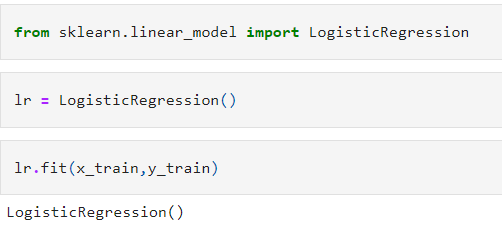 from sklearn.linear_model import LogisticRegression
lr = LogisticRegression()
lr.fit(x_train,y_train)
LogisticRegression()